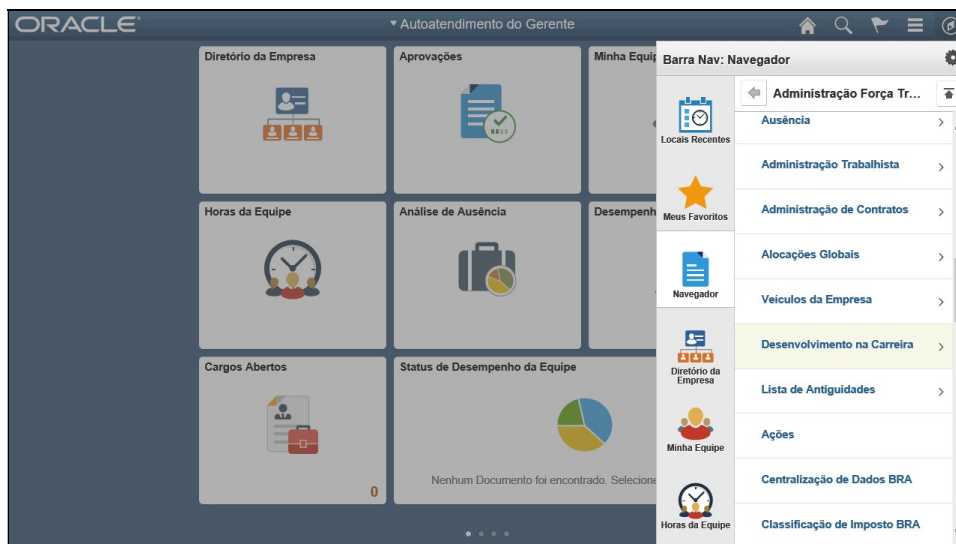 ORACLE
Autoatendimento do Gerente
Diretório da Empresa
Aprovações
Minha Equip
Horas da Equipe
Análise de Ausência
Desempenh
Cargos Abertos
0
Status de Desempenho da Equipe
Nenhum Documento foi encontrado. Selecione
Barra Nav: Navegador
Locais Recentes
Meus Favoritos
Navegador
Diretório da
Empresa
Minha Equipe
Horas da Equipe
Administração Força Tr...
Ausência
Administração Trabalhista
Administração de Contratos
Alocações Globais
Veículos da Empresa
Desenvolvimento na Carreira
Lista de Antiguidades
Ações
Centralização de Dados BRA
Classificação de Imposto BRA